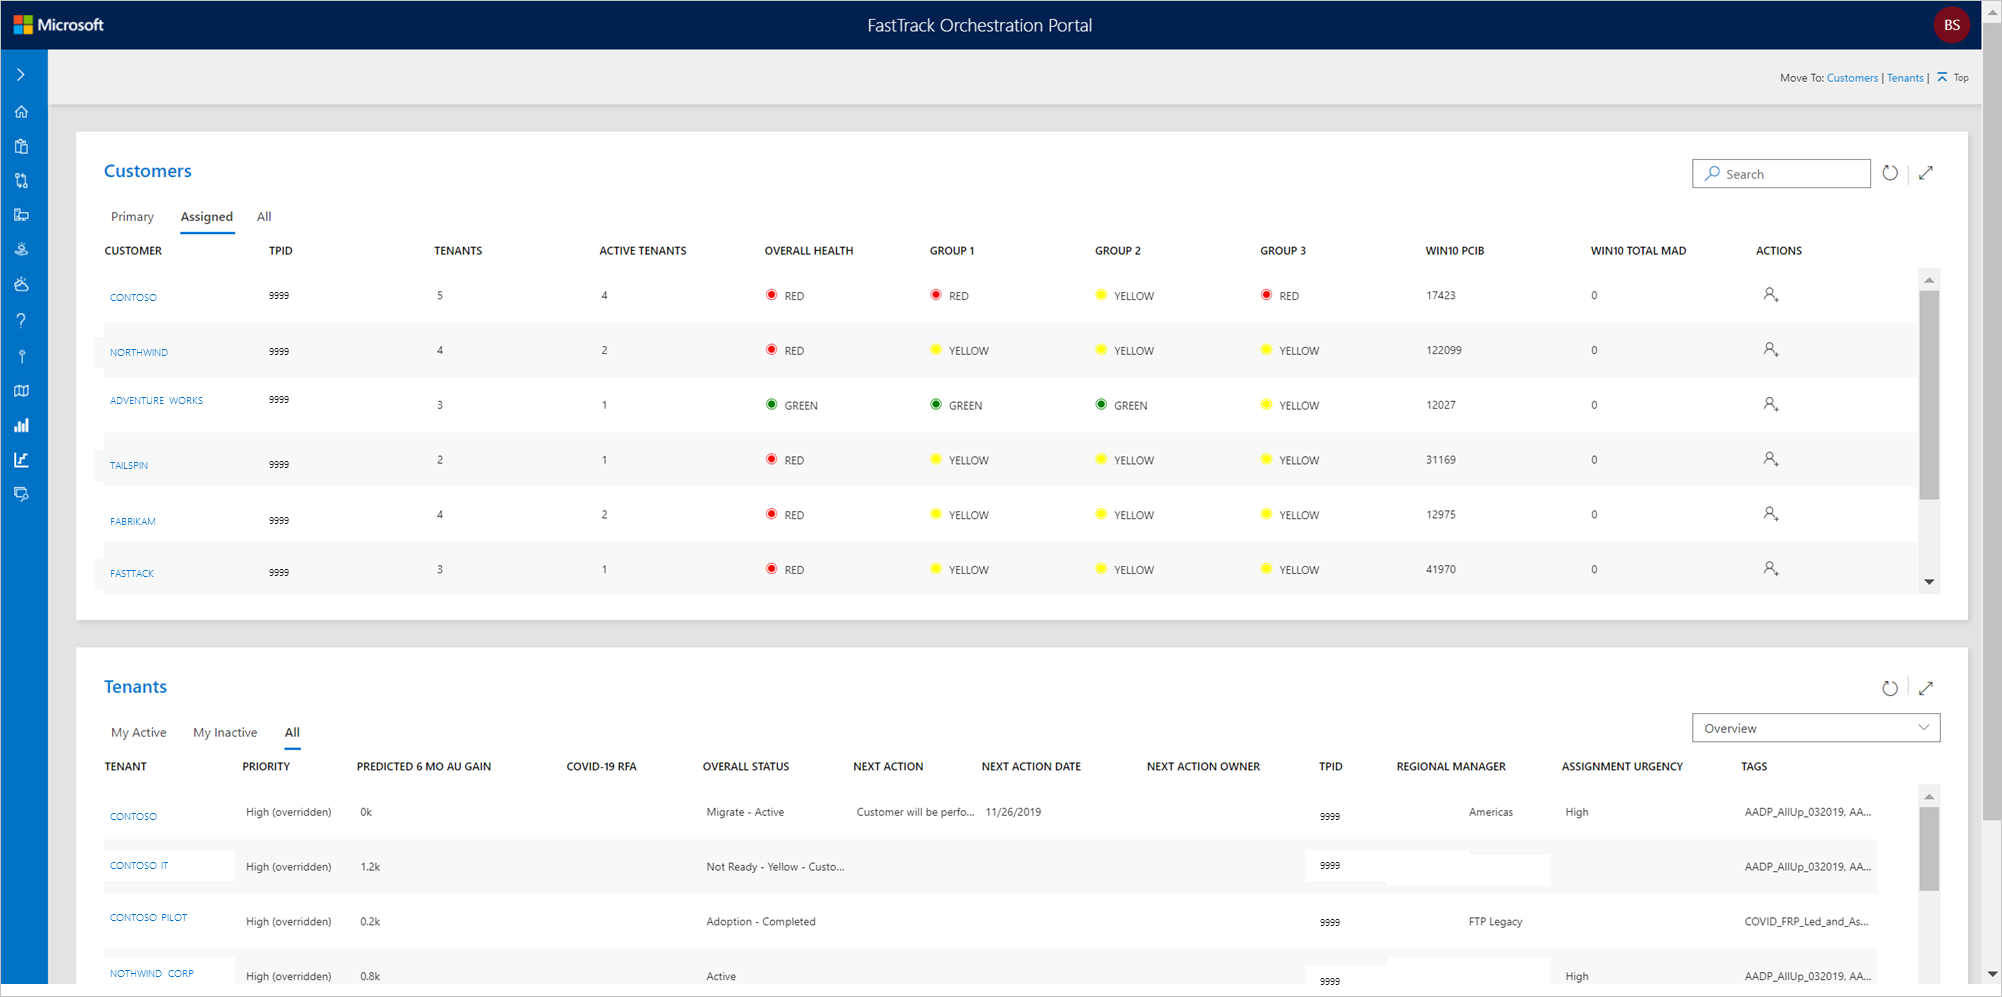 Microsoft
FastTrack Orchestration Portal
BS
Move To: Customers | Tenants | Top
Customers
Search
Primary Assigned All
CUSTOMER TPID TENANTS ACTIVE TENANTS OVERALL HEALTH GROUP 1 GROUP 2 GROUP 3 WIN10 PCIB WIN10 TOTAL MAD ACTIONS
CONTOSO 9999 5 4 RED RED YELLOW RED 17423 0
NORTHWIND 9999 4 2 RED YELLOW YELLOW YELLOW 122099 0
ADVENTURE WORKS 9999 3 1 GREEN GREEN GREEN YELLOW 12027 0
TAILSPIN 9999 2 1 RED YELLOW YELLOW YELLOW 31169 0
FABRIKAM 9999 4 2 RED YELLOW YELLOW YELLOW 12975 0
FASTTACK 9999 3 1 RED YELLOW YELLOW YELLOW 41970 0
Tenants
My Active My Inactive All
Overview
TENANT PRIORITY PREDICTED 6 MO AU GAIN COVID-19 RFA OVERALL STATUS NEXT ACTION NEXT ACTION DATE NEXT ACTION OWNER TPID REGIONAL MANAGER ASSIGNMENT URGENCY TAGS
CONTOSO High (overridden) 0k Migrate - Active Customer will be perfo... 11/26/2019 9999 Americas High AADP_AllUp_032019, AA...
CONTOSO IT High (overridden) 1.2k Not Ready - Yellow - Custo... 9999 AADP_AllUp_032019, AA...
CONTOSO PILOT High (overridden) 0.2k Adoption - Completed 9999 FTP Legacy COVID_FRP_Led_and_As...
NOTHWIND CORP High (overridden) 0.8k Active 9999 High AADP_AllUp_032019, AA...